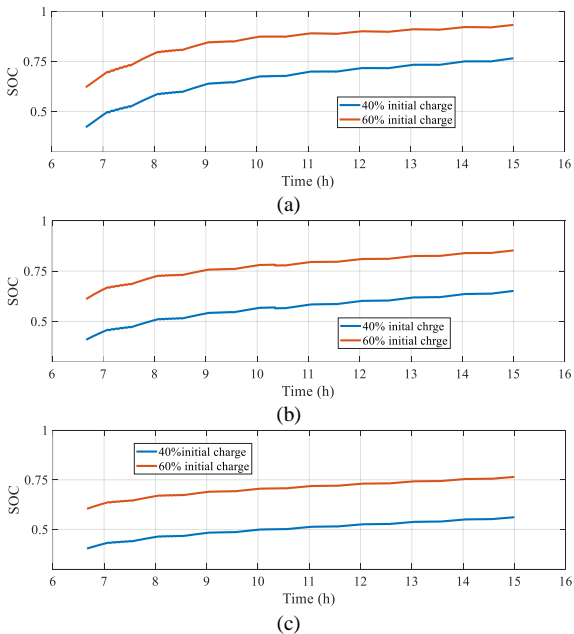 1
0.75
0.5
SOC
40% initial charge
60% initial charge
6 7 8 9 10 11 12 13 14 15 16
Time (h)
(a)
1
0.75
0.5
SOC
40% inital chrge
60% initial chrge
6 7 8 9 10 11 12 13 14 15 16
Time (h)
(b)
1
0.75
0.5
SOC
40%initial charge
60% initial charge
6 7 8 9 10 11 12 13 14 15 16
Time (h)
(c)